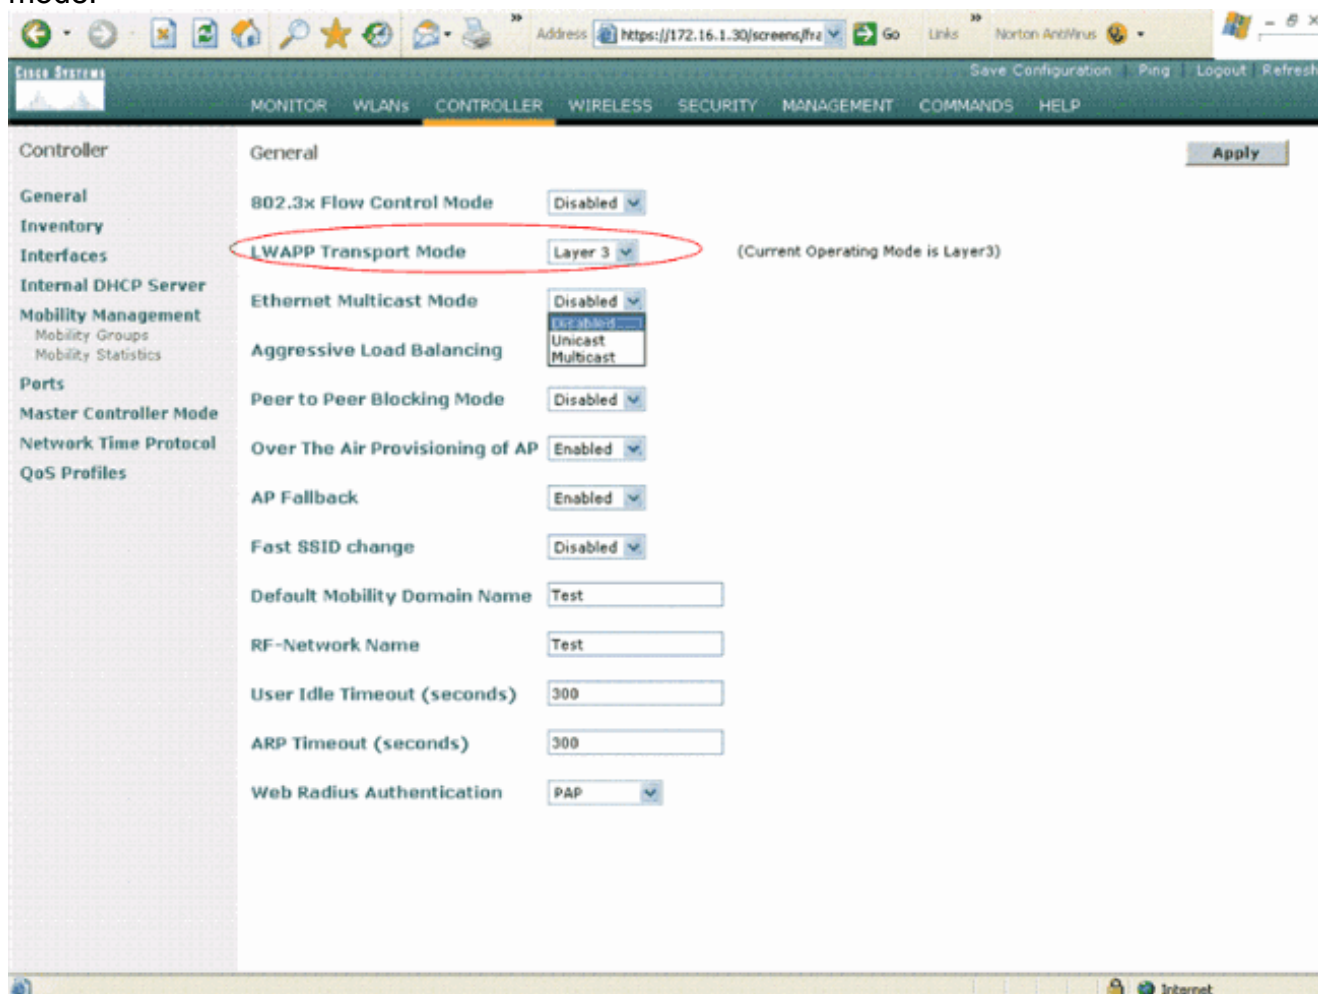 mode.
Address https://172.16.1.30/screens/fra Go Links Norton AntiVirus
Cisco Systems
Save Configuration Ping Logout Refresh
MONITOR WLANs CONTROLLER WIRELESS SECURITY MANAGEMENT COMMANDS HELP
Controller
General
Inventory
Interfaces
Internal DHCP Server
Mobility Management
Mobility Groups
Mobility Statistics
Ports
Master Controller Mode
Network Time Protocol
QoS Profiles
General
Apply
802.3x Flow Control Mode Disabled
LWAPP Transport Mode Layer 3 (Current Operating Mode is Layer3)
Ethernet Multicast Mode Disabled
Disabled
Unicast
Multicast
Aggressive Load Balancing
Peer to Peer Blocking Mode Disabled
Over The Air Provisioning of AP Enabled
AP Fallback Enabled
Fast SSID change Disabled
Default Mobility Domain Name Test
RF-Network Name Test
User Idle Timeout (seconds) 300
ARP Timeout (seconds) 300
Web Radius Authentication PAP
Internet